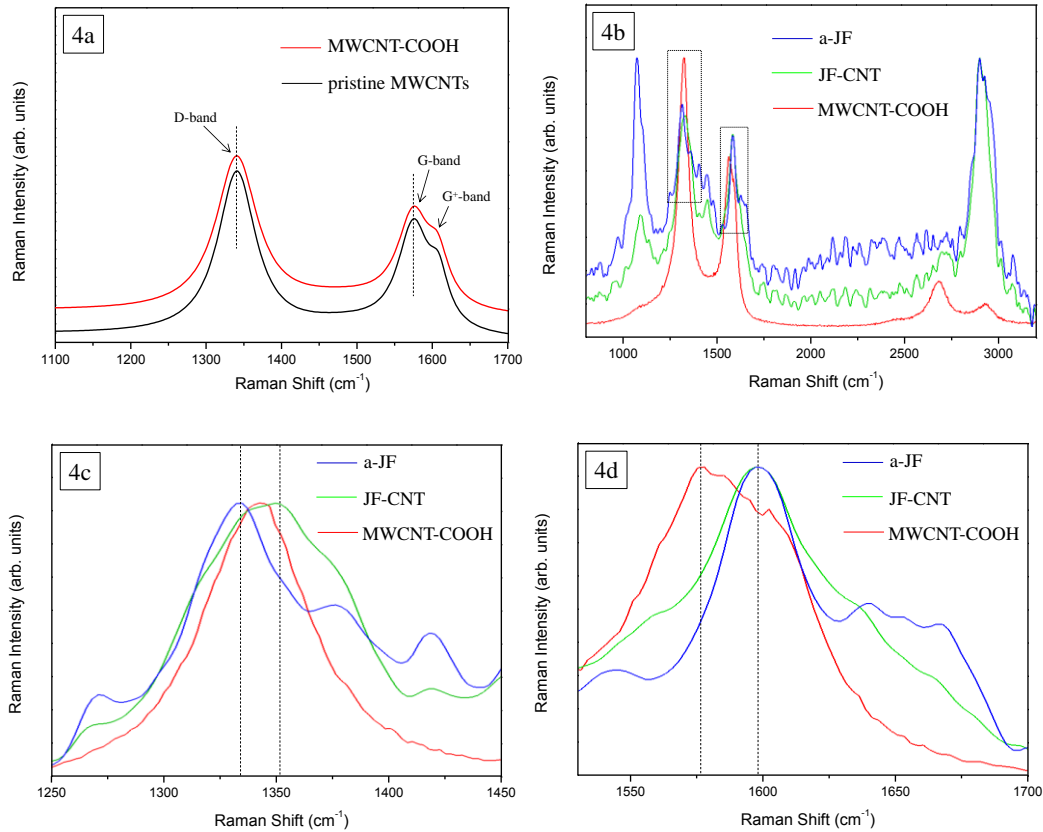 4a
MWCNT-COOH
pristine MWCNTs
D-band
G-band
G⁺-band
Raman Intensity (arb. units)
1100 1200 1300 1400 1500 1600 1700
Raman Shift (cm⁻¹)
4b
a-JF
JF-CNT
MWCNT-COOH
Raman Intensity (arb. units)
1000 1500 2000 2500 3000
Raman Shift (cm⁻¹)
4c
a-JF
JF-CNT
MWCNT-COOH
Raman Intensity (arb. units)
1250 1300 1350 1400 1450
Raman Shift (cm⁻¹)
4d
a-JF
JF-CNT
MWCNT-COOH
Raman Intensity (arb. units)
1550 1600 1650 1700
Raman Shift (cm⁻¹)